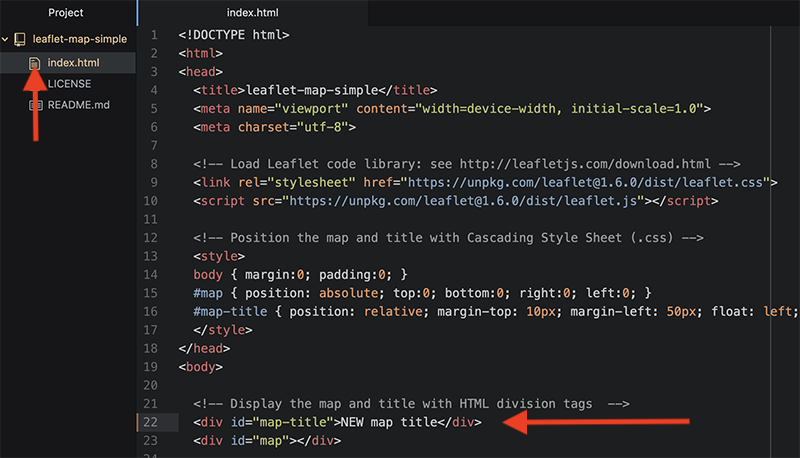 Project
index.html
leaflet-map-simple
index.html
LICENSE
README.md
1 <!DOCTYPE html>
2 <html>
3 <head>
4 <title>leaflet-map-simple</title>
5 <meta name="viewport" content="width=device-width, initial-scale=1.0">
6 <meta charset="utf-8">
7
8 <!-- Load Leaflet code library: see http://leafletjs.com/download.html -->
9 <link rel="stylesheet" href="https://unpkg.com/leaflet@1.6.0/dist/leaflet.css">
10 <script src="https://unpkg.com/leaflet@1.6.0/dist/leaflet.js"></script>
11
12 <!-- Position the map and title with Cascading Style Sheet (.css) -->
13 <style>
14 body { margin:0; padding:0; }
15 #map { position: absolute; top:0; bottom:0; right:0; left:0; }
16 #map-title { position: relative; margin-top: 10px; margin-left: 50px; float: left;
17 </style>
18 </head>
19 <body>
20
21 <!-- Display the map and title with HTML division tags  -->
22 <div id="map-title">NEW map title</div>
23 <div id="map"></div>